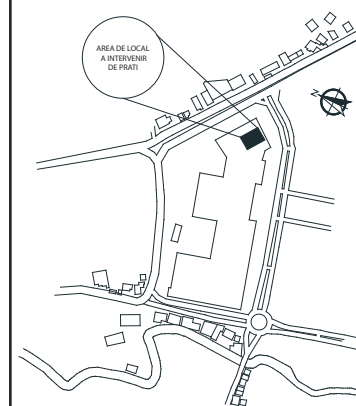 AREA DE LOCAL
A INTERVENIR
DE PRATI
N